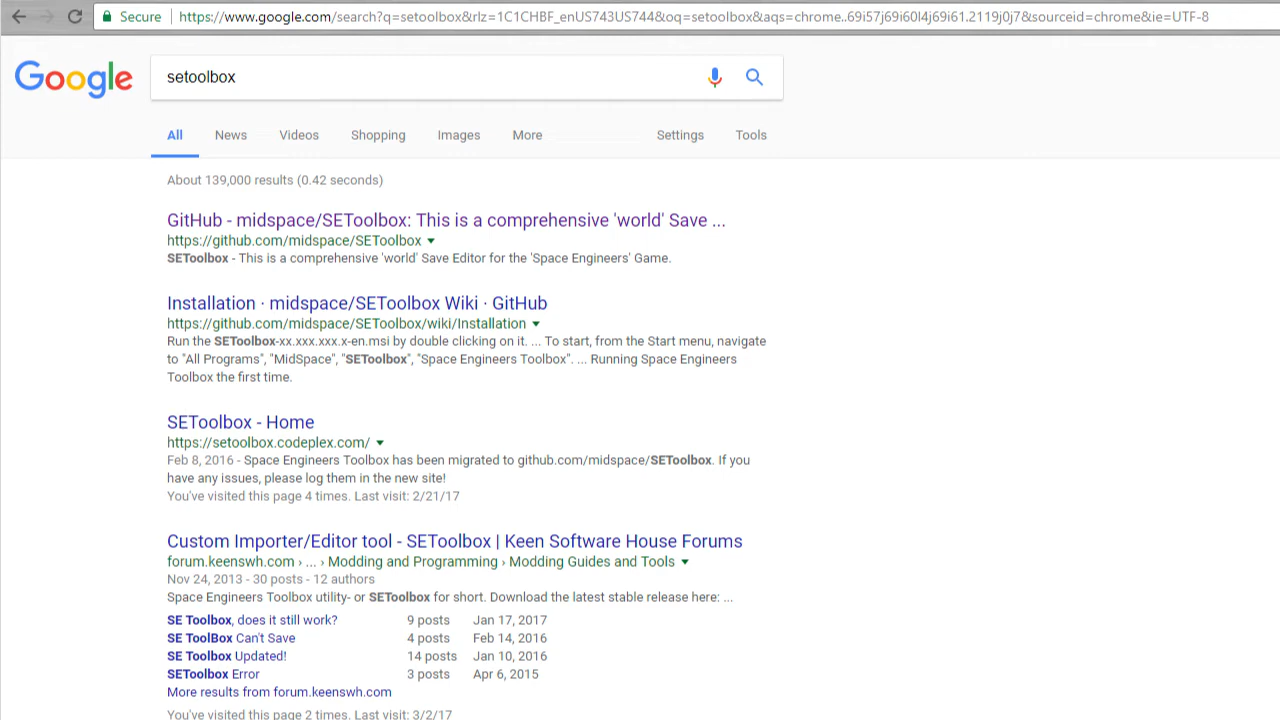 Secure https://www.google.com/search?q=setoolbox&rlz=1C1CHBF_enUS743US744&oq=setoolbox&aqs=chrome..69i57j69i60l4j69i61.2119j0j7&sourceid=chrome&ie=UTF-8
Google setoolbox
All News Videos Shopping Images More Settings Tools
About 139,000 results (0.42 seconds)
GitHub - midspace/SEToolbox: This is a comprehensive 'world' Save ...
https://github.com/midspace/SEToolbox
SEToolbox - This is a comprehensive 'world' Save Editor for the 'Space Engineers' Game.
Installation · midspace/SEToolbox Wiki · GitHub
https://github.com/midspace/SEToolbox/wiki/Installation
Run the SEToolbox-xx.xxx.xxx.x-en.msi by double clicking on it. ... To start, from the Start menu, navigate
to "All Programs", "MidSpace", "SEToolbox", "Space Engineers Toolbox". ... Running Space Engineers
Toolbox the first time.
SEToolbox - Home
https://setoolbox.codeplex.com/
Feb 8, 2016 - Space Engineers Toolbox has been migrated to github.com/midspace/SEToolbox. If you
have any issues, please log them in the new site!
You've visited this page 4 times. Last visit: 2/21/17
Custom Importer/Editor tool - SEToolbox | Keen Software House Forums
forum.keenswh.com › ... › Modding and Programming › Modding Guides and Tools
Nov 24, 2013 - 30 posts - 12 authors
Space Engineers Toolbox utility- or SEToolbox for short. Download the latest stable release here: ...
SE Toolbox, does it still work? 9 posts Jan 17, 2017
SE ToolBox Can't Save 4 posts Feb 14, 2016
SE Toolbox Updated! 14 posts Jan 10, 2016
SEToolbox Error 3 posts Apr 6, 2015
More results from forum.keenswh.com
You've visited this page 2 times. Last visit: 3/2/17